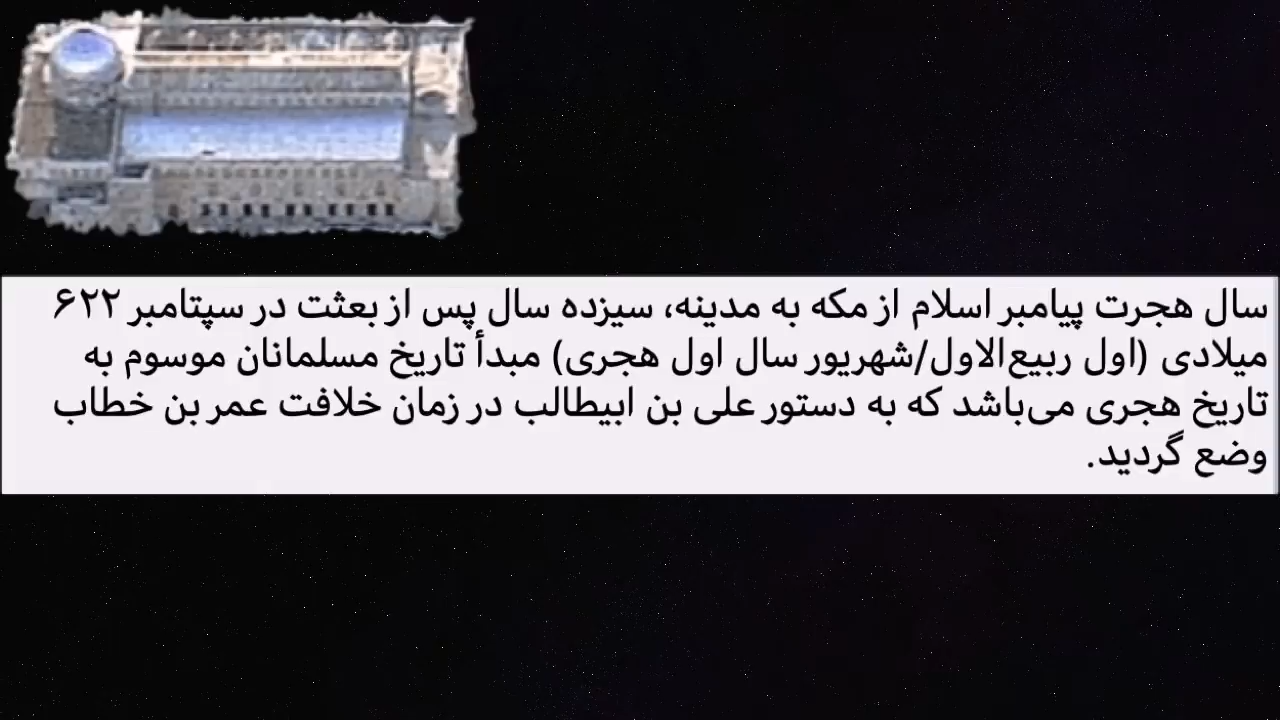 سال هجرت پیامبر اسلام از مکه به مدینه، سیزده سال پس از بعثت در سپتامبر ۶۲۲
میلادی (اول ربیع‌الاول/شهریور سال اول هجری) مبدأ تاریخ مسلمانان موسوم به
تاریخ هجری می‌باشد که به دستور علی بن ابیطالب در زمان خلافت عمر بن خطاب
وضع گردید.